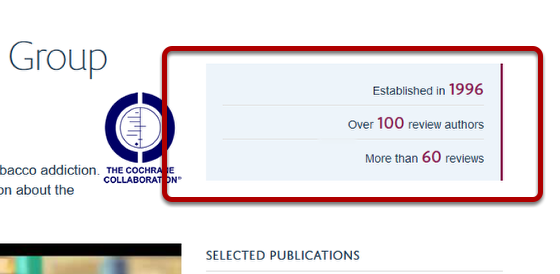 Group
Established in 1996
Over 100 review authors
More than 60 reviews
THE COCHRANE
COLLABORATION®
bacco addiction.
on about the
SELECTED PUBLICATIONS